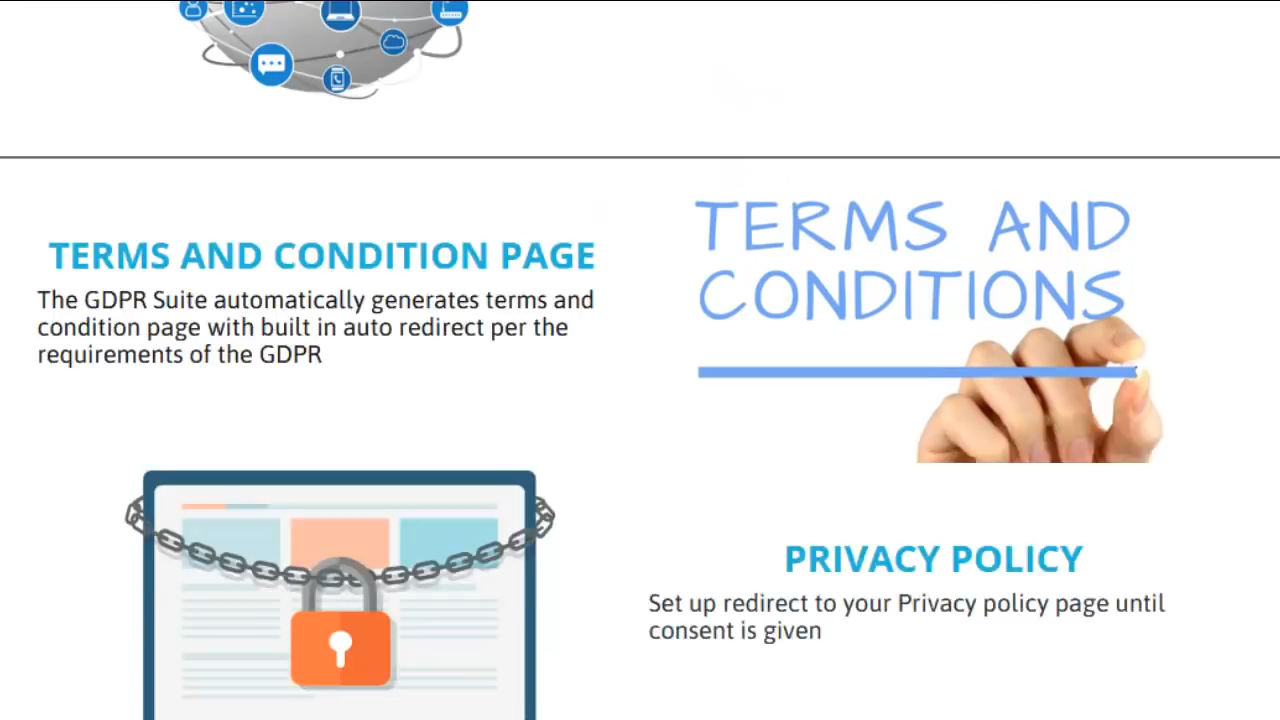 TERMS AND
CONDITIONS
TERMS AND CONDITION PAGE
The GDPR Suite automatically generates terms and
condition page with built in auto redirect per the
requirements of the GDPR
PRIVACY POLICY
Set up redirect to your Privacy policy page until
consent is given